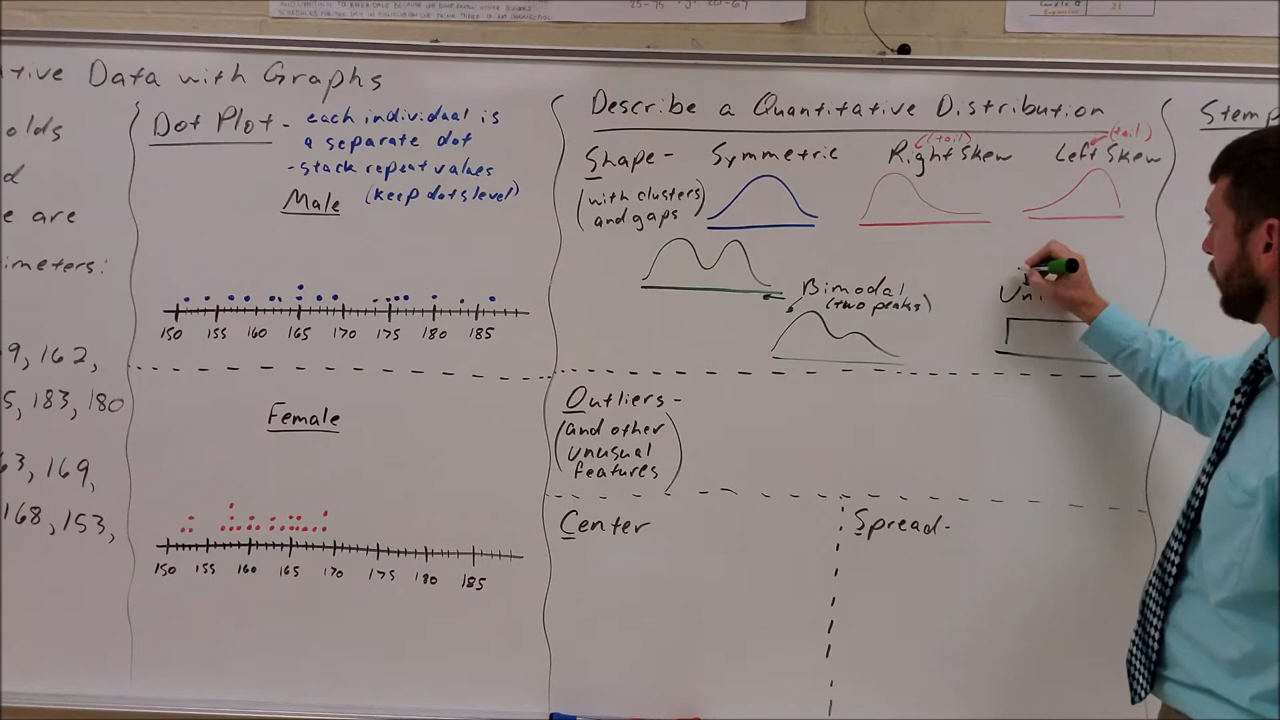 tive Data with Graphs
olds
d
e are
imeters:
9, 162,
5, 183, 180
63, 169,
168, 153,
Dot Plot - each individual is
a separate dot
- stack repeat values
(keep dots level)
Male
150 155 160 165 170 175 180 185
Female
150 155 160 165 170 175 180 185
Describe a Quantitative Distribution
Shape - Symmetric Right Skew Left Skew
(tail) (tail)
(with clusters
and gaps)
Bimodal
(two peaks)
Uni
Outliers -
(and other
unusual
features)
Center
Spread -
Stemp